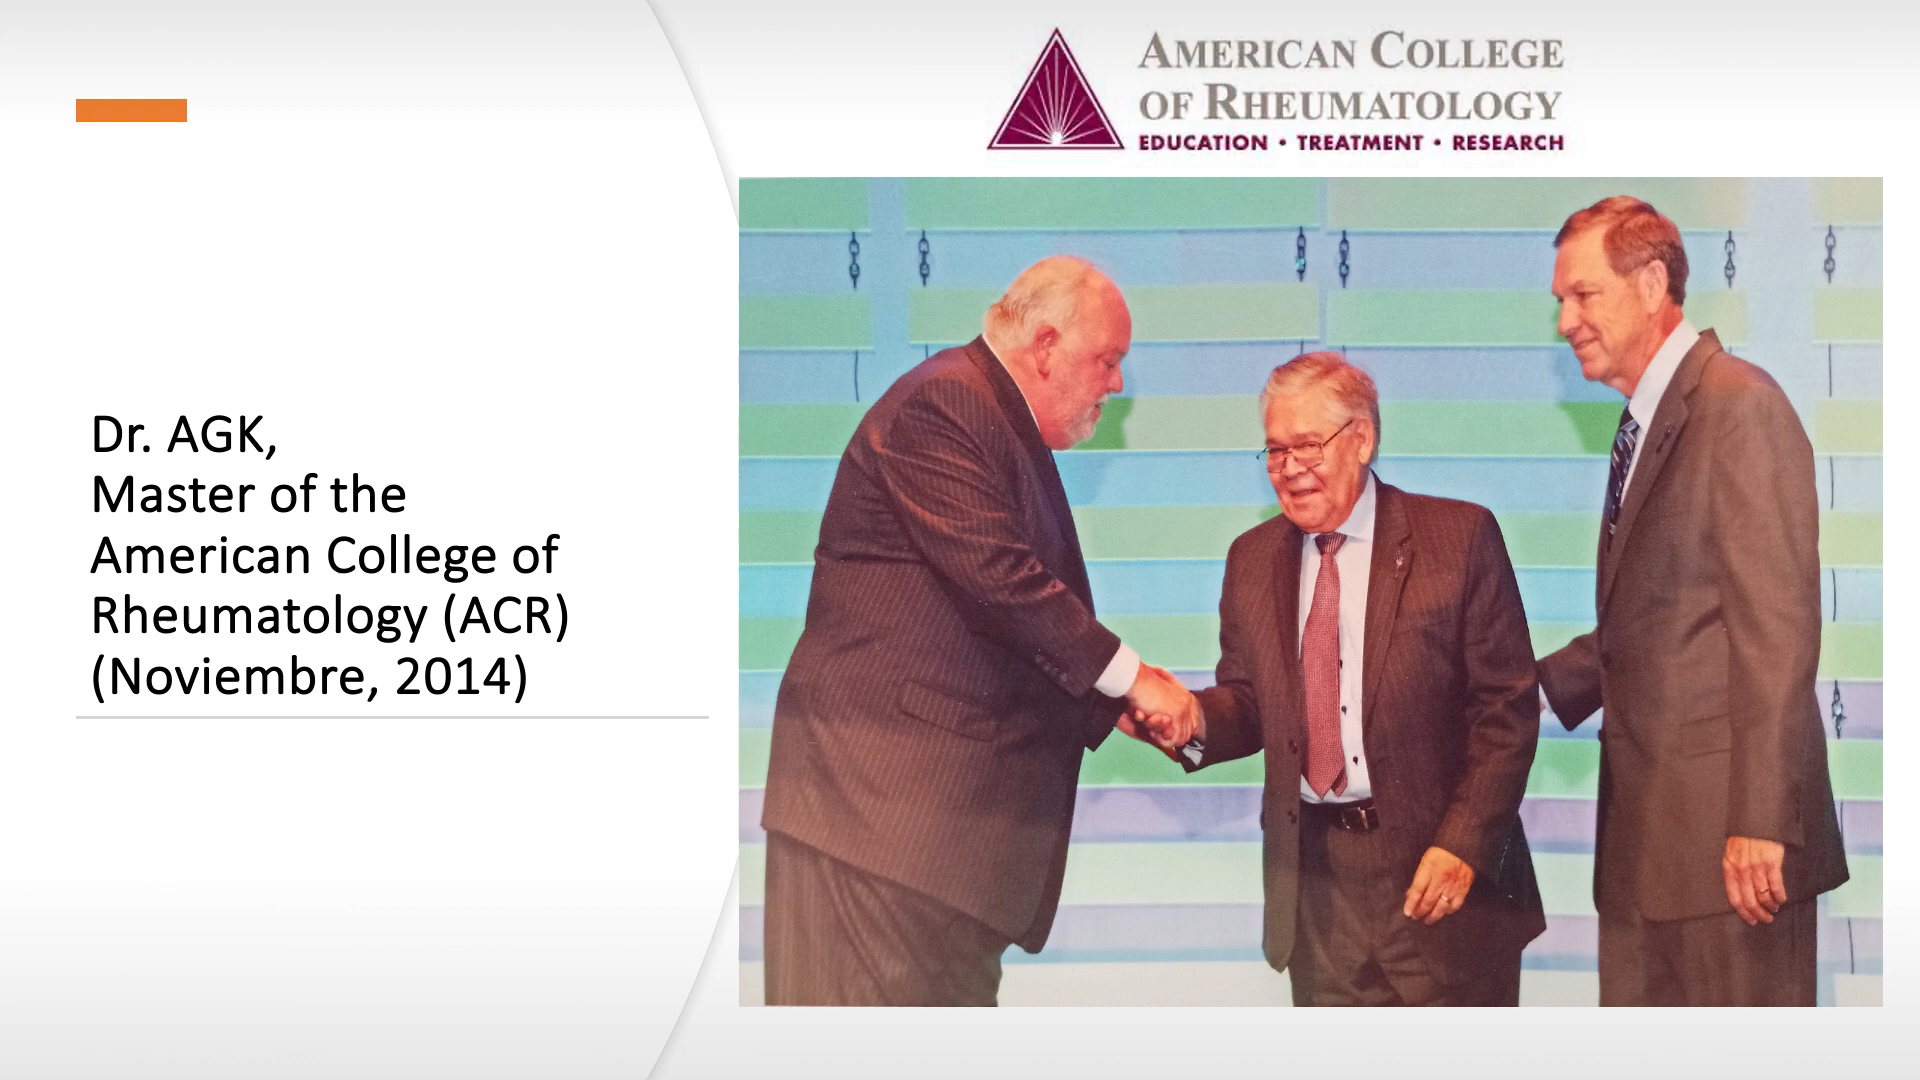 AMERICAN COLLEGE
OF RHEUMATOLOGY
EDUCATION • TREATMENT • RESEARCH
Dr. AGK,
Master of the
American College of
Rheumatology (ACR)
(Noviembre, 2014)